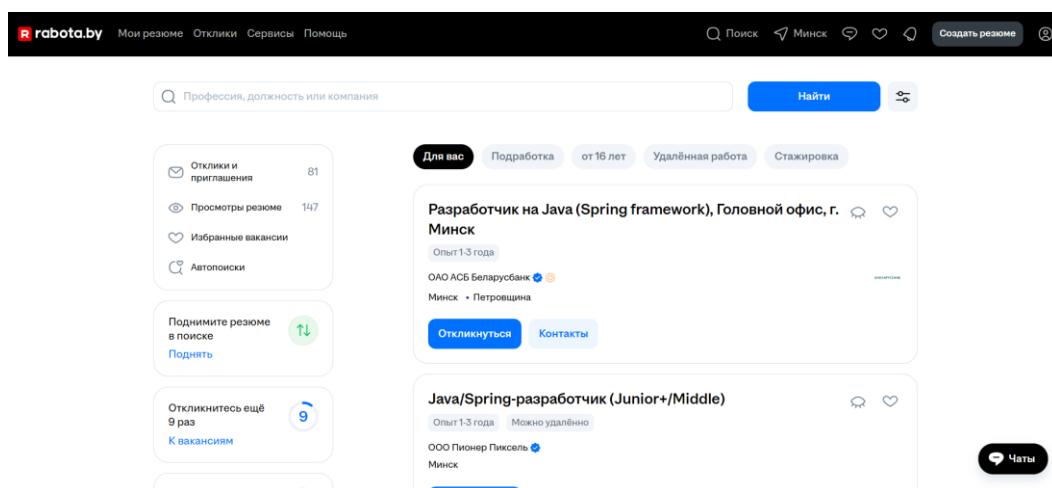 rabota.by Мои резюме Отклики Сервисы Помощь Поиск Минск Создать резюме
Профессия, должность или компания Найти
Отклики и приглашения 81
Просмотры резюме 147
Избранные вакансии
Автопоиски
Поднимите резюме
в поиске
Поднять
Откликнитесь ещё
9 раз
9
К вакансиям
Для вас Подработка от 16 лет Удалённая работа Стажировка
Разработчик на Java (Spring framework), Головной офис, г.
Минск
Опыт 1-3 года
ОАО АСБ Беларусбанк
Минск • Петровщина
Откликнуться Контакты
Java/Spring-разработчик (Junior+/Middle)
Опыт 1-3 года Можно удалённо
ООО Пионер Пиксель
Минск
Чаты